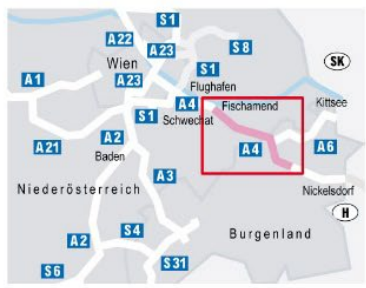 S1
A22
A23
S8
Wien
SK
A1
A23
S1
Flughafen
A4
Fischamend
Kittsee
S1
Schwechat
A21
A2
A4
A6
Baden
A3
Nickelsdorf
Niederösterreich
H
A2
S4
Burgenland
S6
S31